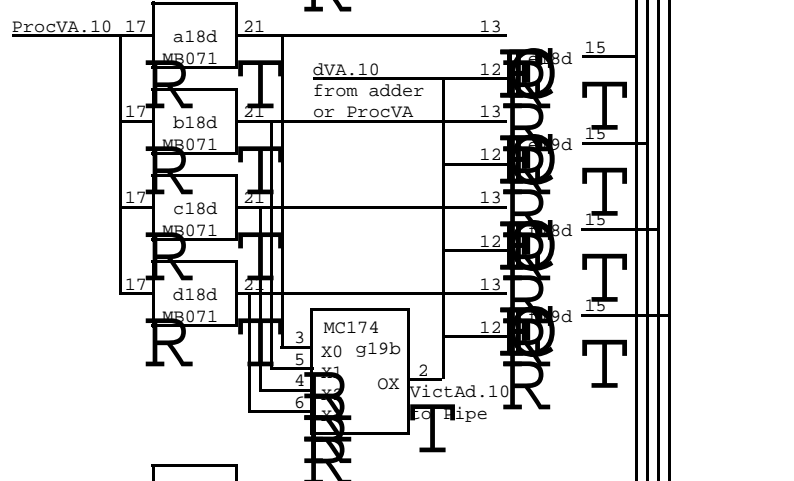 ProcVA.10 17 21 13
a18d
MB071
15
R T dVA.10 12 T
from adder
or ProcVA
17 21 13 R
b18d
MB071
15
R T 12 T
17 21 13 R
c18d
MB071
15
R T 12 T
17 21 13 R
d18d
MB071
15
R T MC174 12 T
3 X0 g19b
5 X1 2 R
4 OX VictAd.10
6 to Pipe
R T